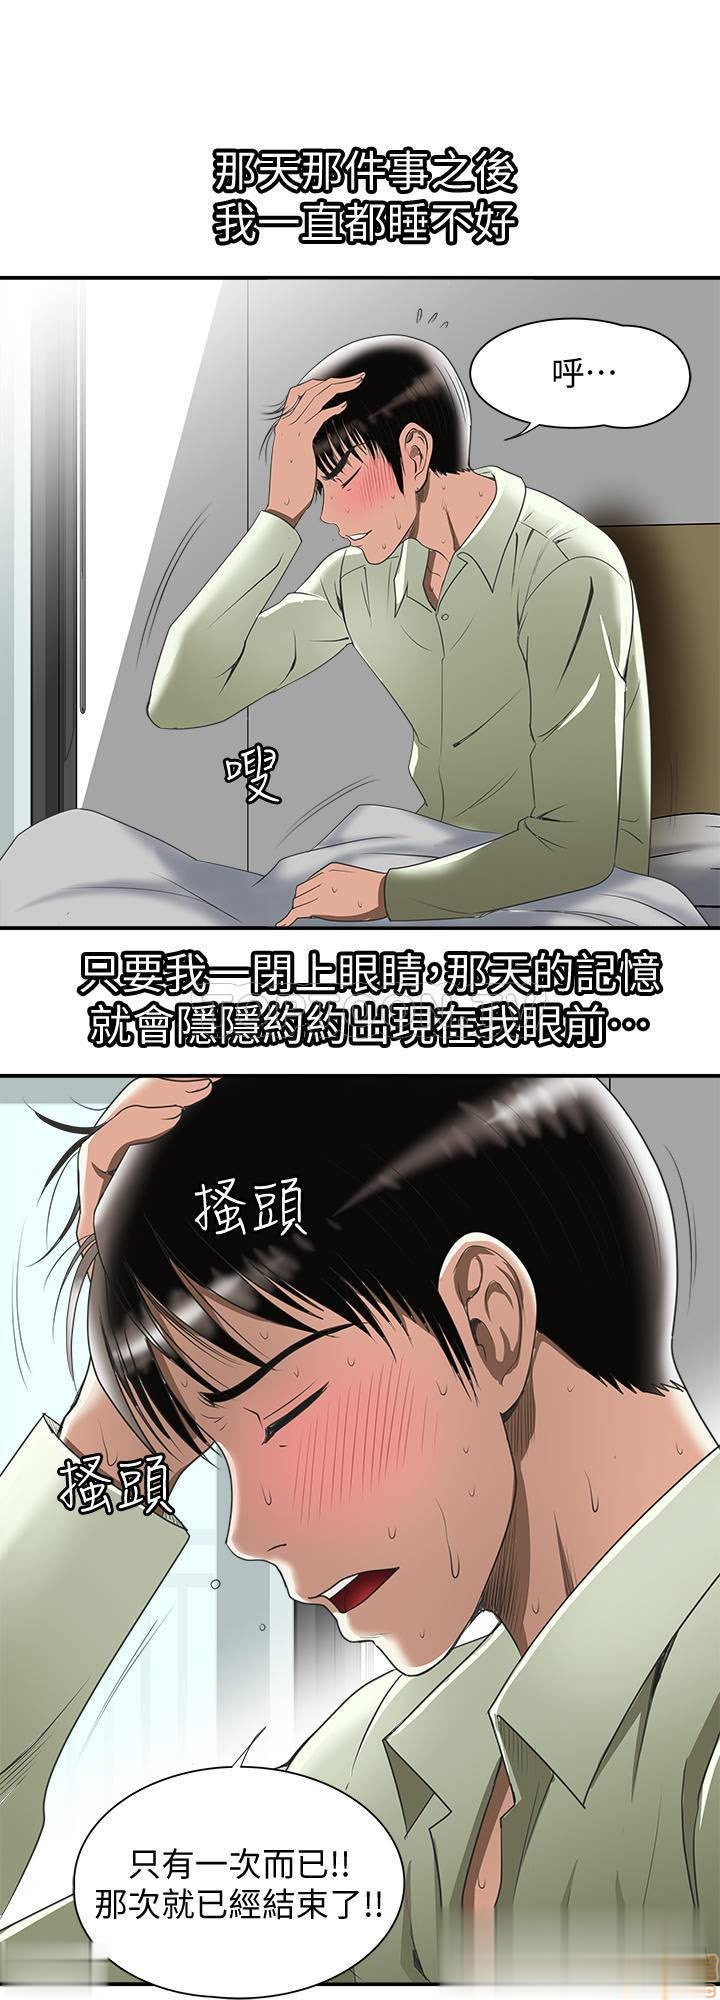 那天那件事之後
我一直都睡不好
呼…
嗖
只要我一閉上眼睛,那天的記憶
就會隱隱約約出現在我眼前…
TOPTOON.TV
搔頭
搔頭
只有一次而已!!
那次就已經結束了!!